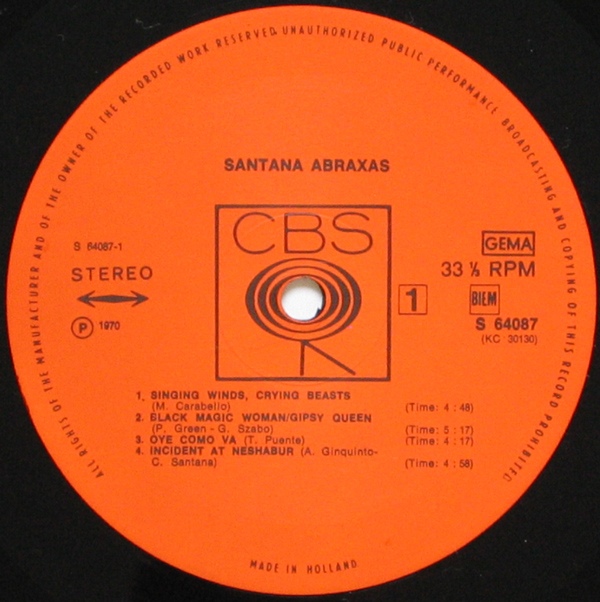 ALL RIGHTS OF THE MANUFACTURER AND OF THE OWNER OF THE RECORDED WORK RESERVED. UNAUTHORIZED PUBLIC PERFORMANCE BROADCASTING AND COPYING OF THIS RECORD PROHIBITED
SANTANA ABRAXAS
CBS
S 64087-1
STEREO
Ⓟ 1970
GEMA
33 ⅓ RPM
1
BIEM
S 64087
(KC 30130)
1. SINGING WINDS, CRYING BEASTS
(M. Carabello) (Time: 4 : 48)
2. BLACK MAGIC WOMAN/GIPSY QUEEN
(P. Green - G. Szabo) (Time: 5 : 17)
3. OYE COMO VA (T. Puente) (Time: 4 : 17)
4. INCIDENT AT NESHABUR (A. Ginquinto-
C. Santana) (Time: 4 : 58)
MADE IN HOLLAND